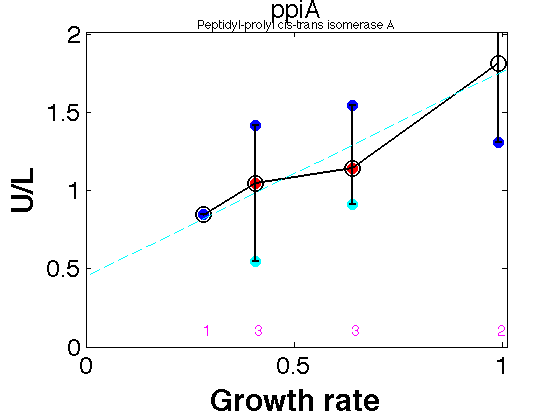 ppiA
Peptidyl-prolyl cis-trans isomerase A
2
1.5
1
0.5
0
U/L
1 3 3 2
0 0.5 1
Growth rate